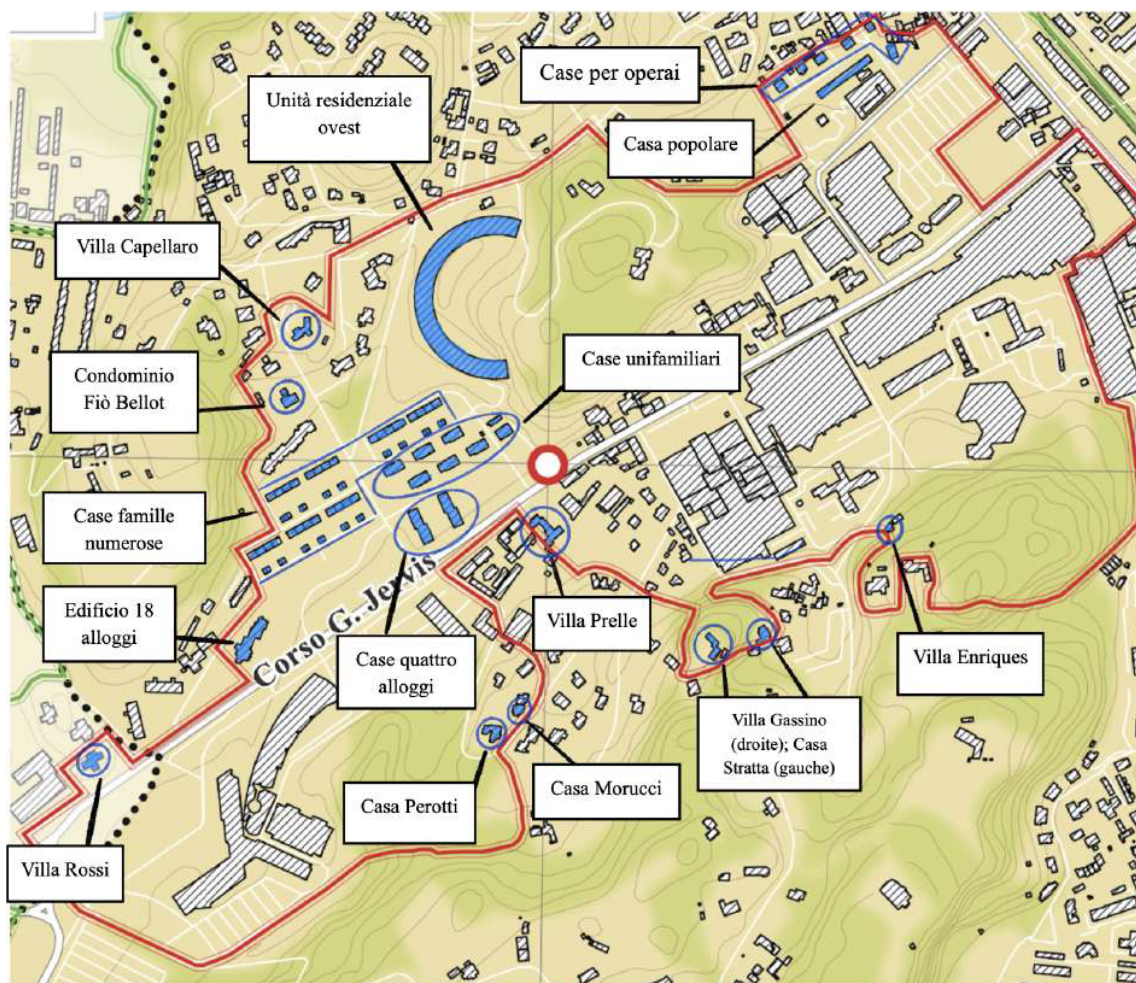 Case per operai
Unità residenziale
ovest
Casa popolare
Villa Capellaro
Case unifamiliari
Condominio
Fiò Bellot
Case famille
numerose
Corso G. Jervis
Edificio 18
alloggi
Case quattro
alloggi
Villa Prelle
Villa Enriques
Villa Gassino
(droite); Casa
Stratta (gauche)
Casa Morucci
Casa Perotti
Villa Rossi